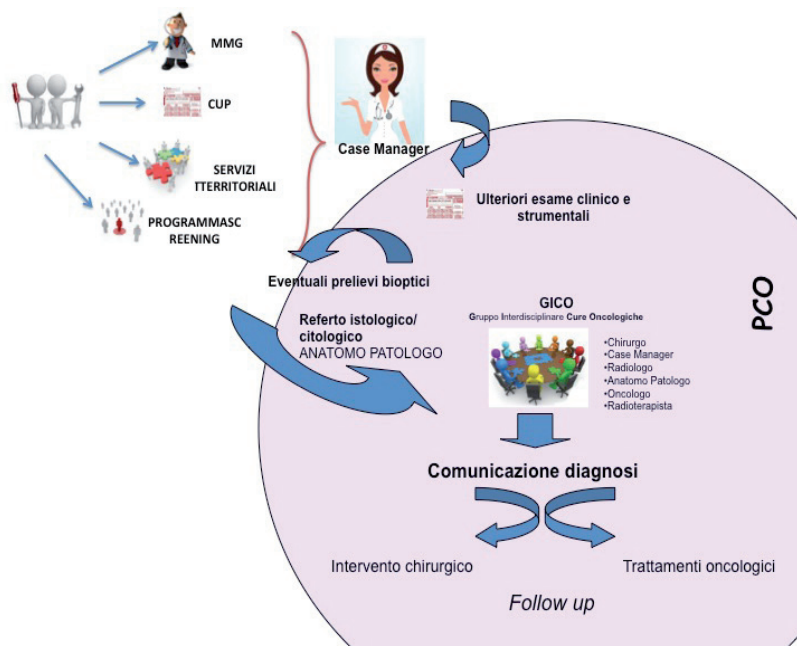 MMG
CUP
SERVIZI
ITTERRITORIALI
PROGRAMMASC
REENING
Case Manager
Ulteriori esame clinico e
strumentali
Eventuali prelievi bioptici
Referto istologico/
citologico
ANATOMO PATOLOGO
GICO
Gruppo Interdisciplinare Cure Oncologiche
•Chirurgo
•Case Manager
•Radiologo
•Anatomo Patologo
•Oncologo
•Radioterapista
PCO
Comunicazione diagnosi
Intervento chirurgico
Trattamenti oncologici
Follow up